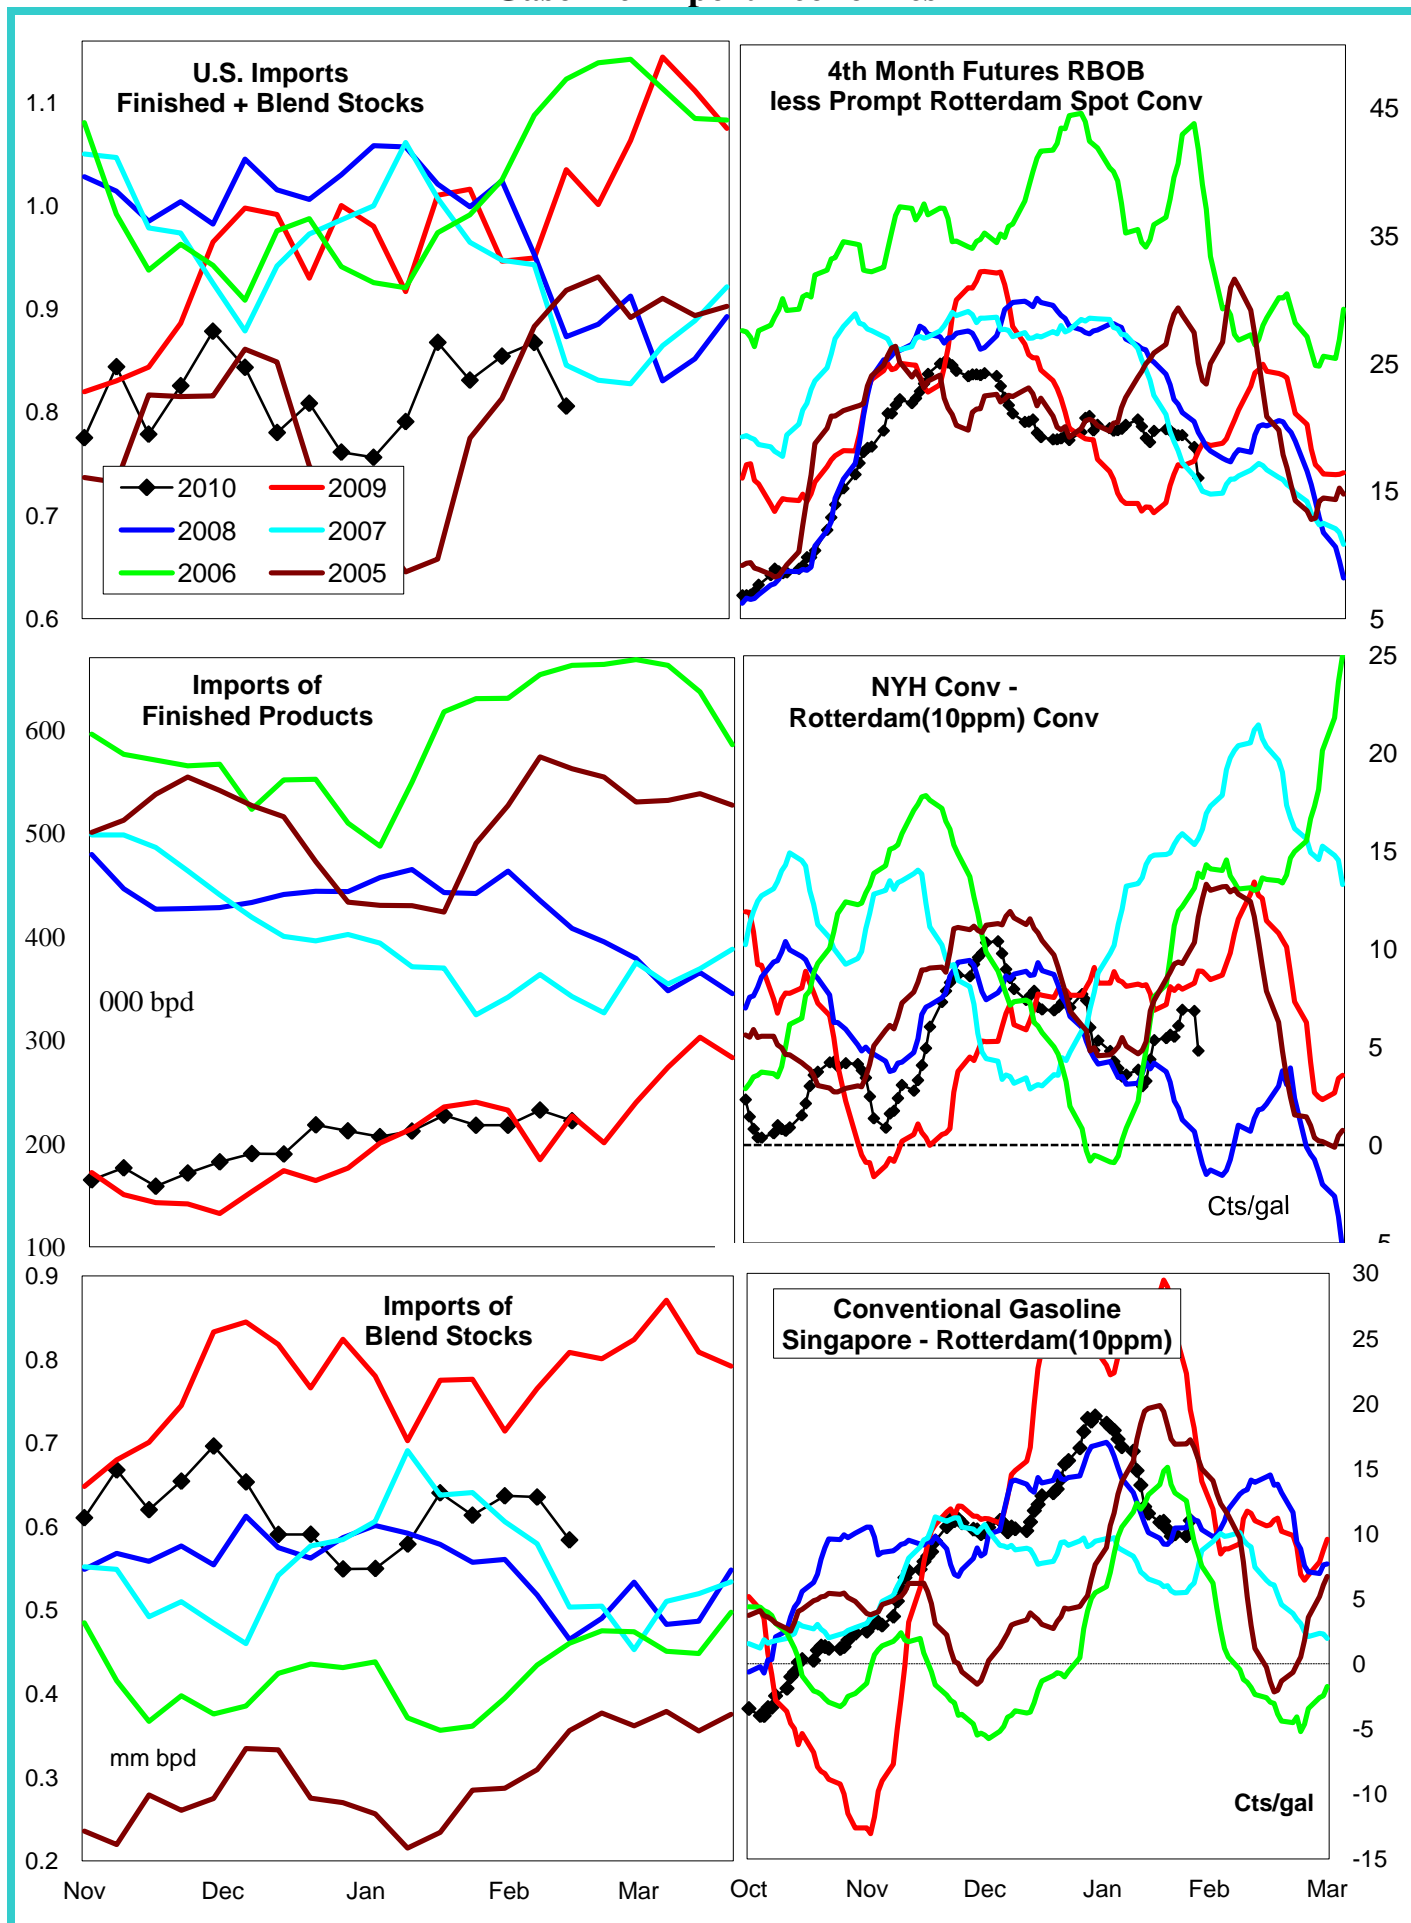 U.S. Imports
Finished + Blend Stocks
1.1
1.0
0.9
0.8
0.7
0.6
2010
2009
2008
2007
2006
2005
4th Month Futures RBOB
less Prompt Rotterdam Spot Conv
45
35
25
15
5
Imports of
Finished Products
600
500
400
300
200
100
000 bpd
NYH Conv -
Rotterdam(10ppm) Conv
25
20
15
10
5
0
Cts/gal
Imports of
Blend Stocks
0.9
0.8
0.7
0.6
0.5
0.4
0.3
0.2
mm bpd
Nov Dec Jan Feb Mar
Conventional Gasoline
Singapore - Rotterdam(10ppm)
30
25
20
15
10
5
0
-5
-10
-15
Cts/gal
Oct Nov Dec Jan Feb Mar